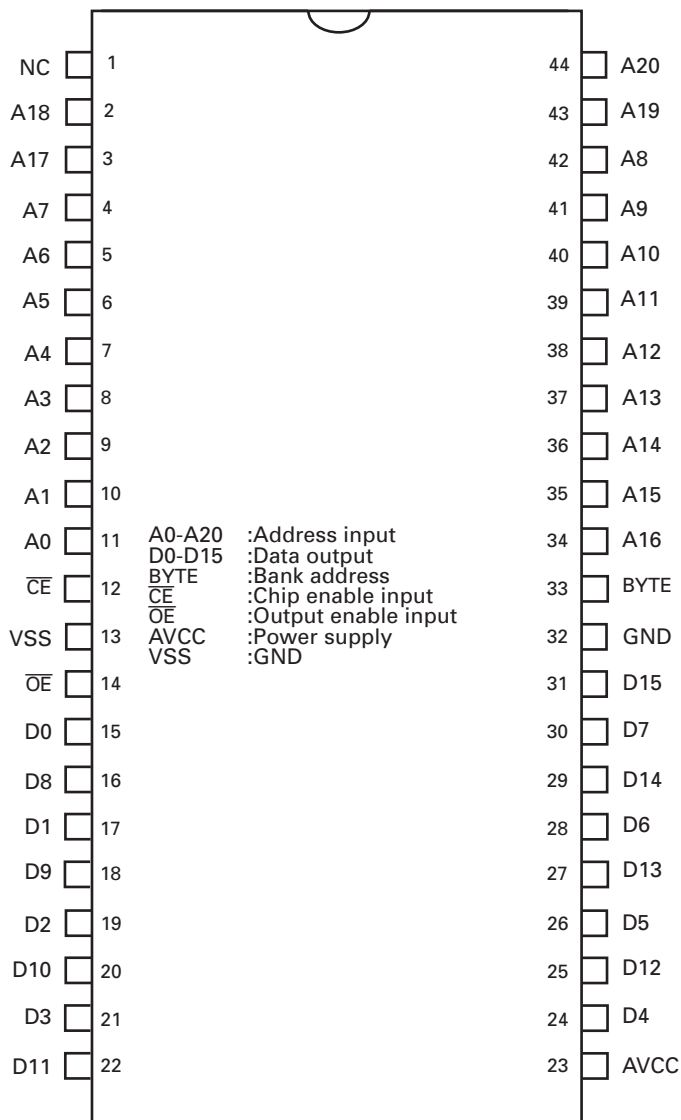 NC 1 44 A20
A18 2 43 A19
A17 3 42 A8
A7 4 41 A9
A6 5 40 A10
A5 6 39 A11
A4 7 38 A12
A3 8 37 A13
A2 9 36 A14
A1 10 35 A15
A0 11 A0-A20 :Address input 34 A16
D0-D15 :Data output
C̅E̅ 12 BYTE :Bank address 33 BYTE
C̅E̅ :Chip enable input
O̅E̅ :Output enable input
VSS 13 AVCC :Power supply 32 GND
VSS :GND
O̅E̅ 14 31 D15
D0 15 30 D7
D8 16 29 D14
D1 17 28 D6
D9 18 27 D13
D2 19 26 D5
D10 20 25 D12
D3 21 24 D4
D11 22 23 AVCC